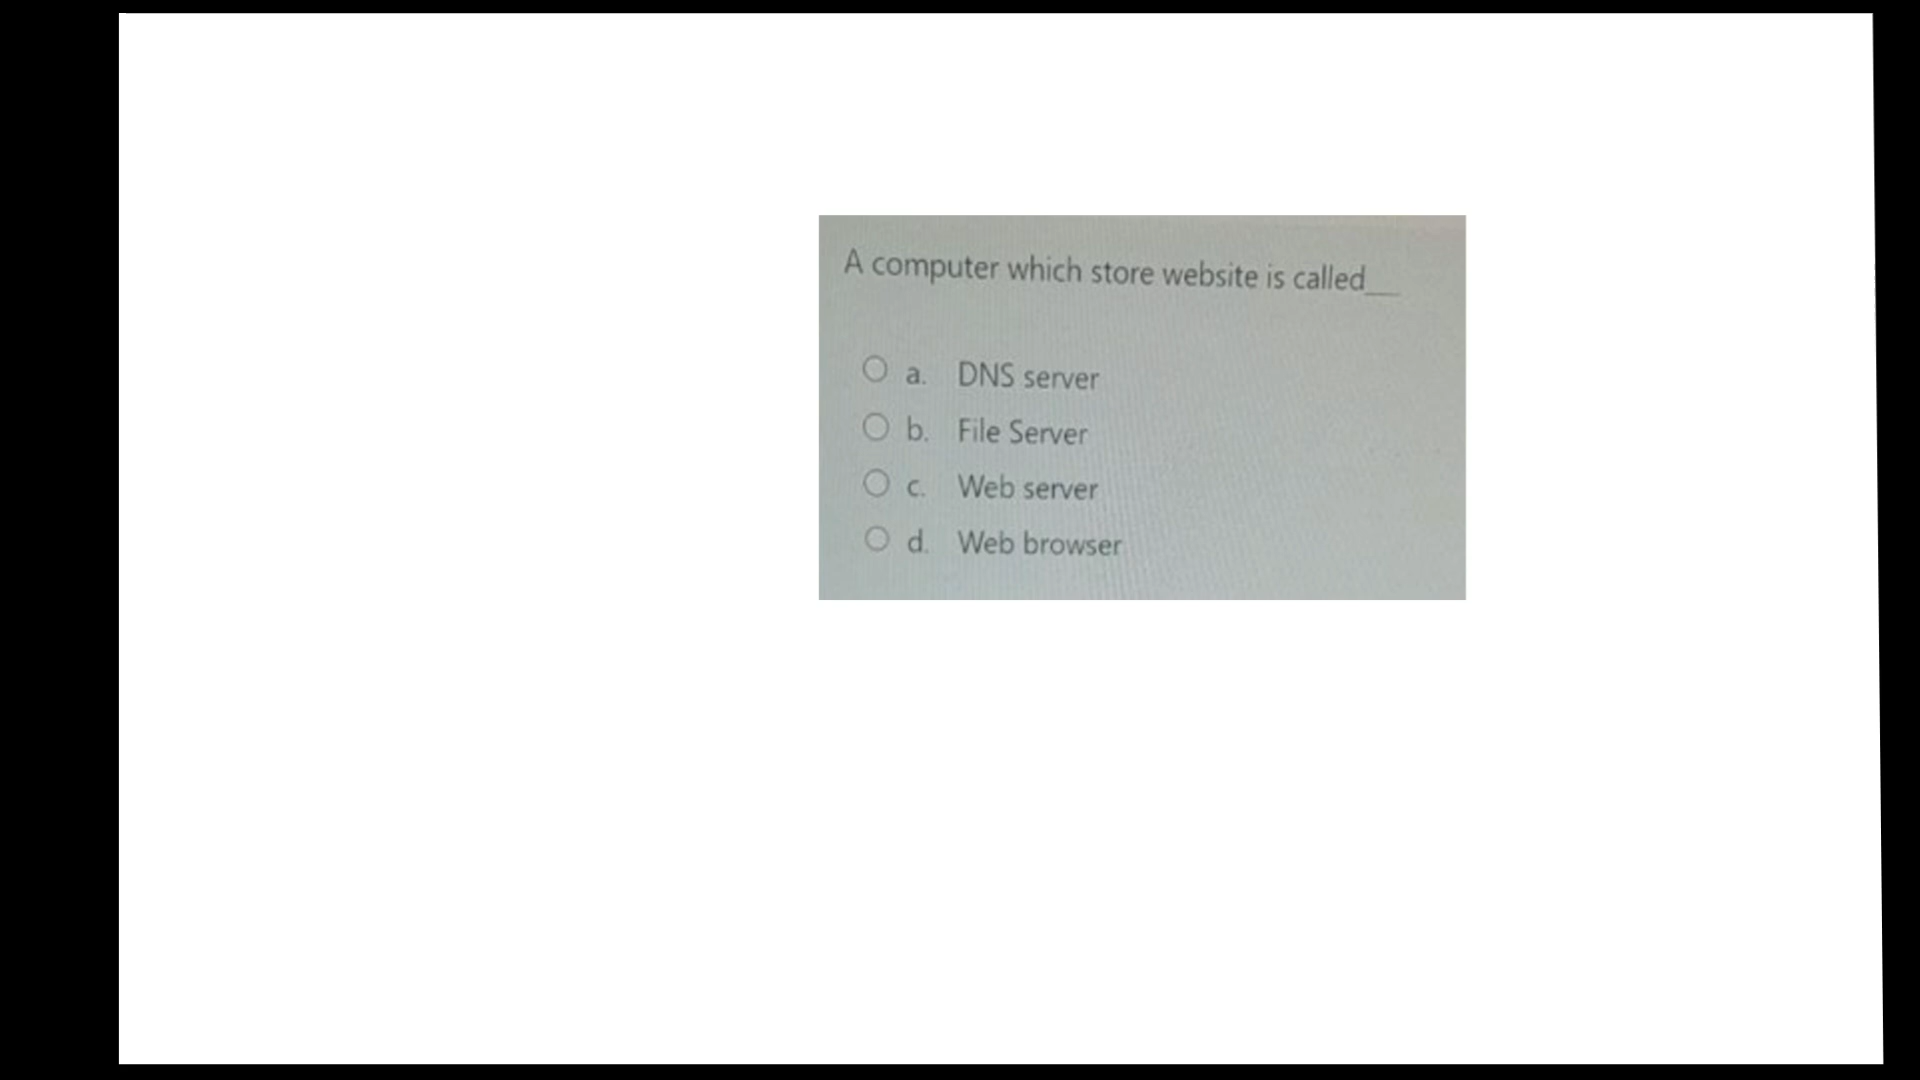 A computer which store website is called__
a. DNS server
b. File Server
c. Web server
d. Web browser